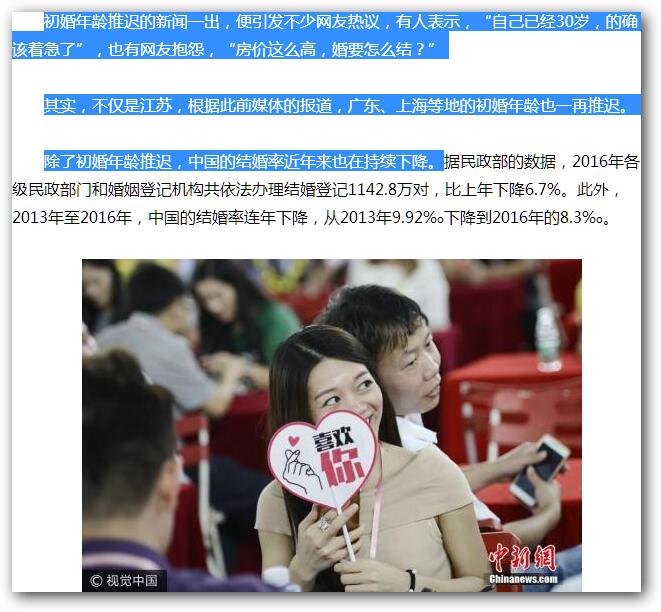 初婚年龄推迟的新闻一出，便引发不少网友热议，有人表示，“自己已经30岁，的确
该着急了”，也有网友抱怨，“房价这么高，婚要怎么结？”
其实，不仅是江苏，根据此前媒体的报道，广东、上海等地的初婚年龄也一再推迟。
除了初婚年龄推迟，中国的结婚率近年来也在持续下降。据民政部的数据，2016年各
级民政部门和婚姻登记机构共依法办理结婚登记1142.8万对，比上年下降6.7%。此外，
2013年至2016年，中国的结婚率连年下降，从2013年9.92‰下降到2016年的8.3‰。
喜欢
你
中新网
Chinanews.com
© 视觉中国